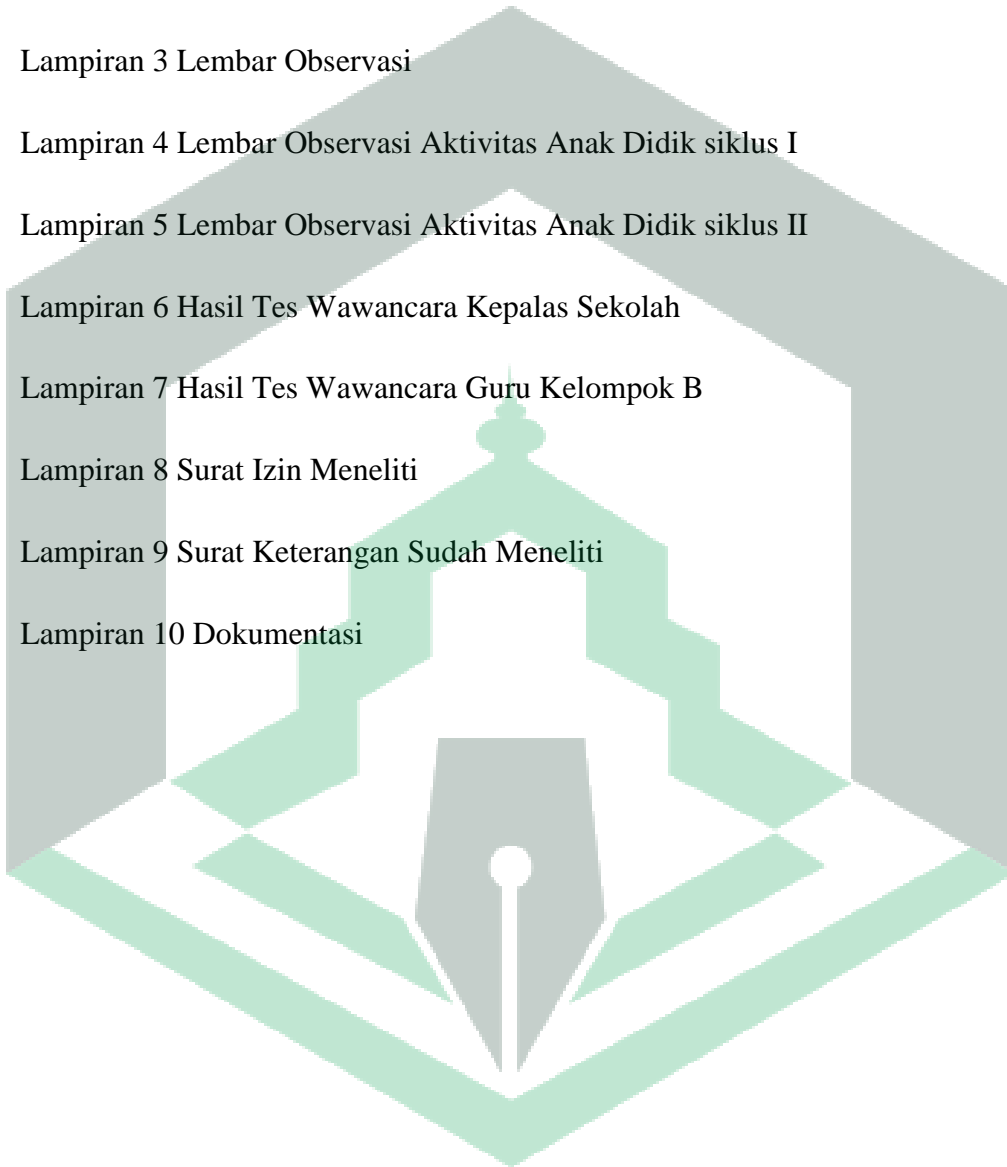 Lampiran 3 Lembar Observasi
Lampiran 4 Lembar Observasi Aktivitas Anak Didik siklus I
Lampiran 5 Lembar Observasi Aktivitas Anak Didik siklus II
Lampiran 6 Hasil Tes Wawancara Kepalas Sekolah
Lampiran 7 Hasil Tes Wawancara Guru Kelompok B
Lampiran 8 Surat Izin Meneliti
Lampiran 9 Surat Keterangan Sudah Meneliti
Lampiran 10 Dokumentasi